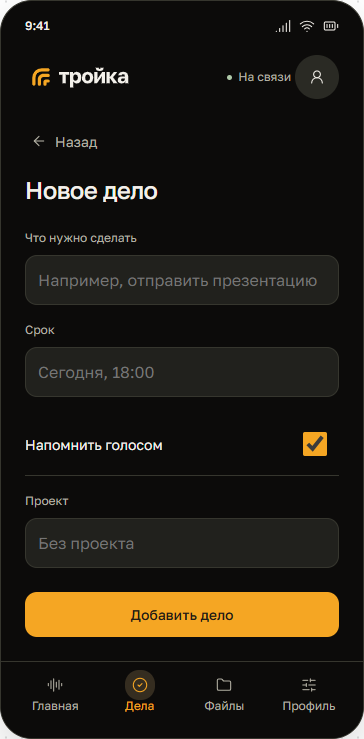 9:41
тройка
На связи
Назад
Новое дело
Что нужно сделать
Например, отправить презентацию
Срок
Сегодня, 18:00
Напомнить голосом
Проект
Без проекта
Добавить дело
Главная
Дела
Файлы
Профиль